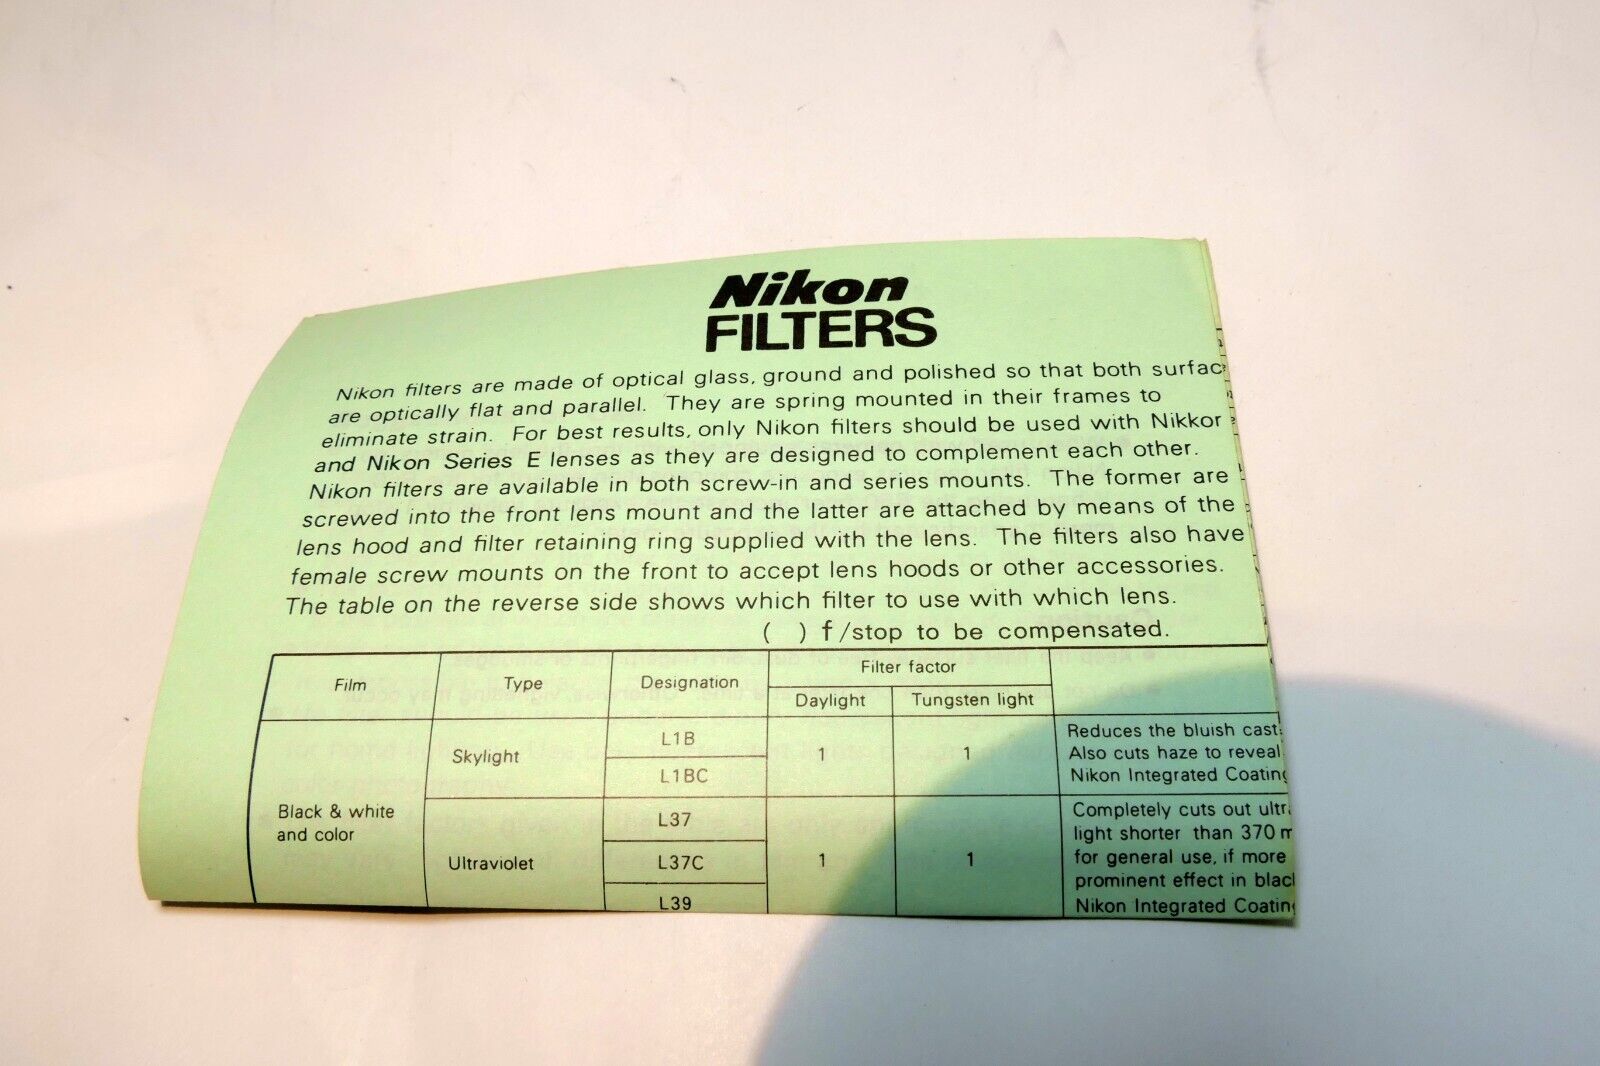 Nikon
FILTERS
Nikon filters are made of optical glass, ground and polished so that both surfac
are optically flat and parallel. They are spring mounted in their frames to
eliminate strain. For best results, only Nikon filters should be used with Nikkor
and Nikon Series E lenses as they are designed to complement each other.
Nikon filters are available in both screw-in and series mounts. The former are
screwed into the front lens mount and the latter are attached by means of the
lens hood and filter retaining ring supplied with the lens. The filters also have
female screw mounts on the front to accept lens hoods or other accessories.
The table on the reverse side shows which filter to use with which lens.
( ) f/stop to be compensated.
Film Type Designation Filter factor
Daylight Tungsten light
Black & white
and color
Skylight
L1B
L1BC
1 1
Reduces the bluish cast
Also cuts haze to reveal
Nikon Integrated Coating
Ultraviolet
L37
L37C
L39
1 1
Completely cuts out ultr
light shorter than 370 m
for general use, if more
prominent effect in blac
Nikon Integrated Coatin